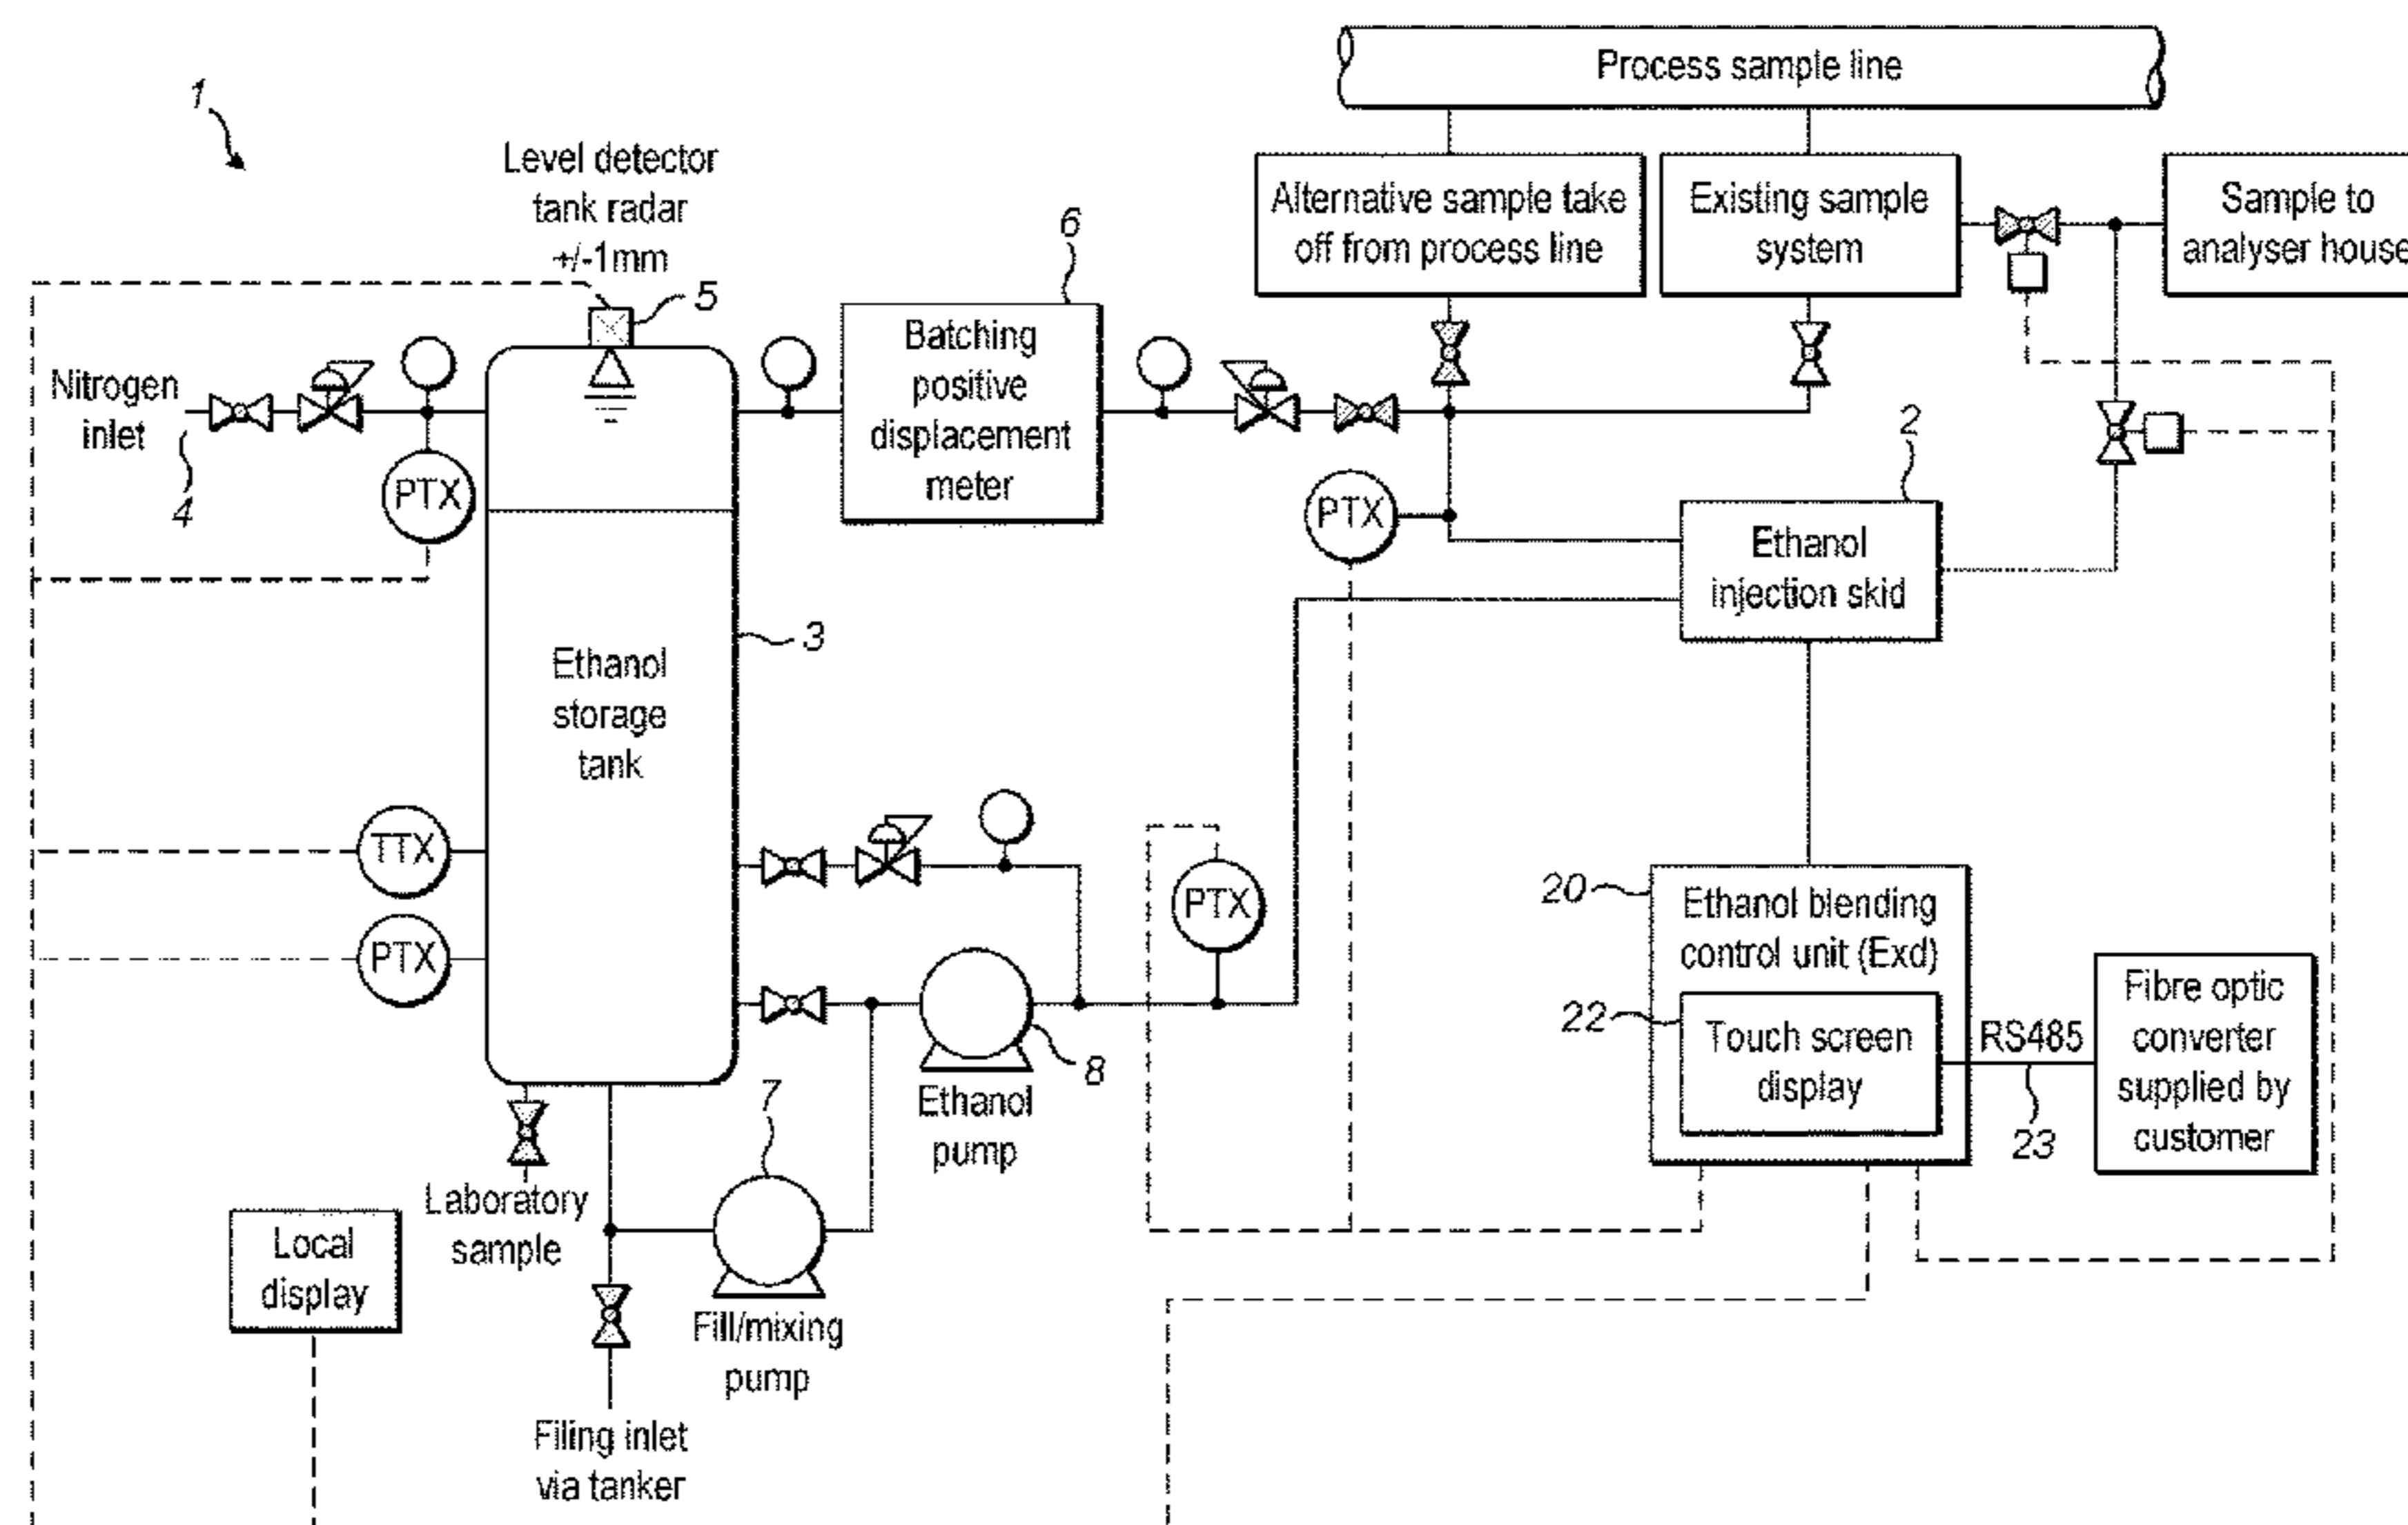 Process sample line
1
Level detector
tank radar
+/-1mm
5
6
Alternative sample take
off from process line
Existing sample
system
Sample to
analyser house
Nitrogen
inlet
4
PTX
Batching
positive
displacement
meter
2
PTX
Ethanol
injection skid
3
Ethanol
storage
tank
TTX
PTX
PTX
20
Ethanol blending
control unit (Exd)
22
Touch screen
display
RS485
23
Fibre optic
converter
supplied by
customer
8
Ethanol
pump
7
Laboratory
sample
Local
display
Fill/mixing
pump
Filing inlet
via tanker